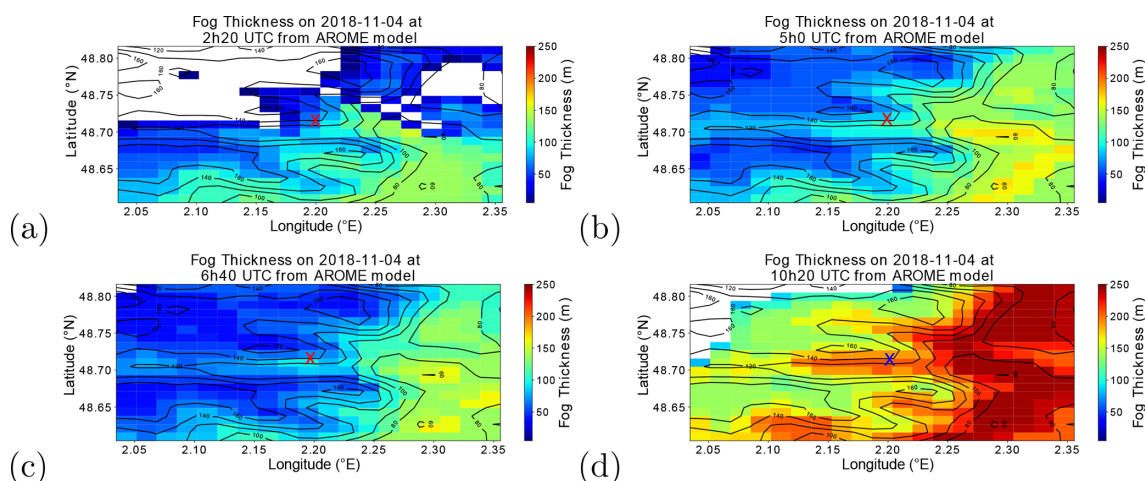 Fog Thickness on 2018-11-04 at
2h20 UTC from AROME model
48.80
48.75
48.70
48.65
Latitude (°N)
2.05 2.10 2.15 2.20 2.25 2.30 2.35
Longitude (°E)
250
200
150
100
50
Fog Thickness (m)
(a)
Fog Thickness on 2018-11-04 at
5h0 UTC from AROME model
48.80
48.75
48.70
48.65
Latitude (°N)
2.05 2.10 2.15 2.20 2.25 2.30 2.35
Longitude (°E)
250
200
150
100
50
Fog Thickness (m)
(b)
Fog Thickness on 2018-11-04 at
6h40 UTC from AROME model
48.80
48.75
48.70
48.65
Latitude (°N)
2.05 2.10 2.15 2.20 2.25 2.30 2.35
Longitude (°E)
250
200
150
100
50
Fog Thickness (m)
(c)
Fog Thickness on 2018-11-04 at
10h20 UTC from AROME model
48.80
48.75
48.70
48.65
Latitude (°N)
2.05 2.10 2.15 2.20 2.25 2.30 2.35
Longitude (°E)
250
200
150
100
50
Fog Thickness (m)
(d)